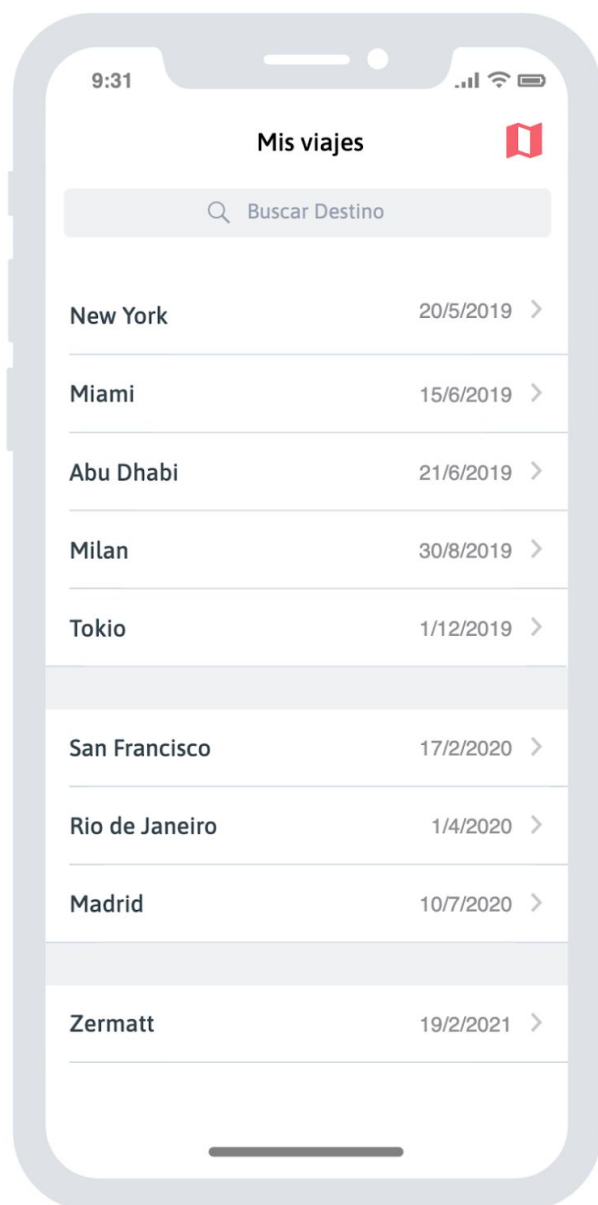 9:31
Mis viajes
Buscar Destino
New York 20/5/2019
Miami 15/6/2019
Abu Dhabi 21/6/2019
Milan 30/8/2019
Tokio 1/12/2019
San Francisco 17/2/2020
Rio de Janeiro 1/4/2020
Madrid 10/7/2020
Zermatt 19/2/2021